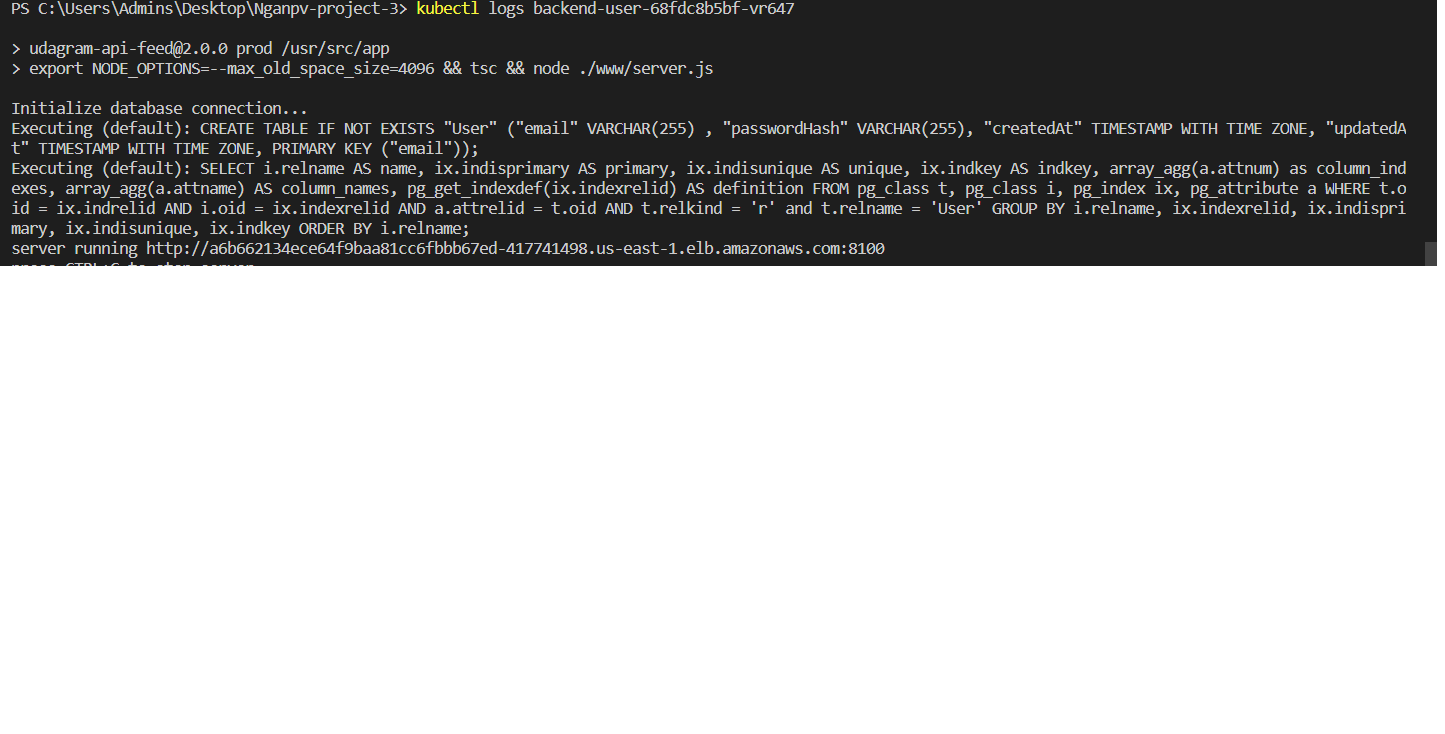 PS C:\Users\Admins\Desktop\Nganpv-project-3> kubectl logs backend-user-68fdc8b5bf-vr647
> udagram-api-feed@2.0.0 prod /usr/src/app
> export NODE_OPTIONS=--max_old_space_size=4096 && tsc && node ./www/server.js
Initialize database connection...
Executing (default): CREATE TABLE IF NOT EXISTS "User" ("email" VARCHAR(255) , "passwordHash" VARCHAR(255), "createdAt" TIMESTAMP WITH TIME ZONE, "updatedA
t" TIMESTAMP WITH TIME ZONE, PRIMARY KEY ("email"));
Executing (default): SELECT i.relname AS name, ix.indisprimary AS primary, ix.indisunique AS unique, ix.indkey AS indkey, array_agg(a.attnum) as column_ind
exes, array_agg(a.attname) AS column_names, pg_get_indexdef(ix.indexrelid) AS definition FROM pg_class t, pg_class i, pg_index ix, pg_attribute a WHERE t.o
id = ix.indrelid AND i.oid = ix.indexrelid AND a.attrelid = t.oid AND t.relkind = 'r' and t.relname = 'User' GROUP BY i.relname, ix.indexrelid, ix.indispri
mary, ix.indisunique, ix.indkey ORDER BY i.relname;
server running http://a6b662134ece64f9baa81cc6fbbb67ed-417741498.us-east-1.elb.amazonaws.com:8100